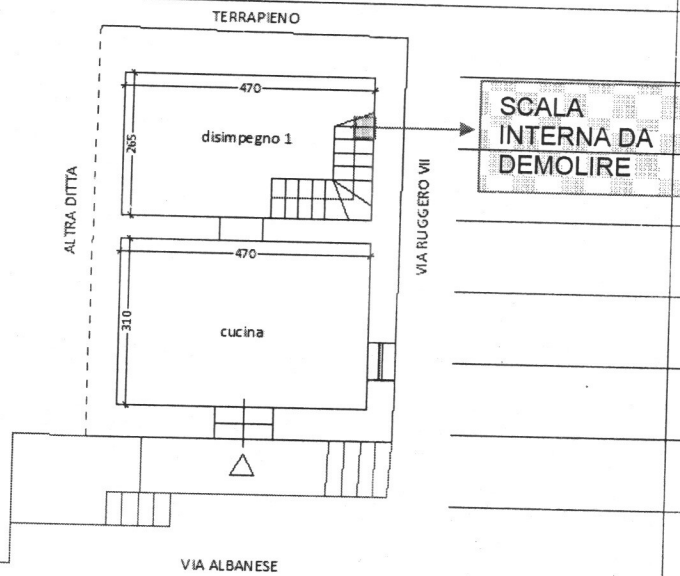 TERRAPIENO
470
265
disimpegno 1
SCALA
INTERNA DA
DEMOLIRE
ALTRA DITTA
VIA RUGGERO VII
470
310
cucina
VIA ALBANESE